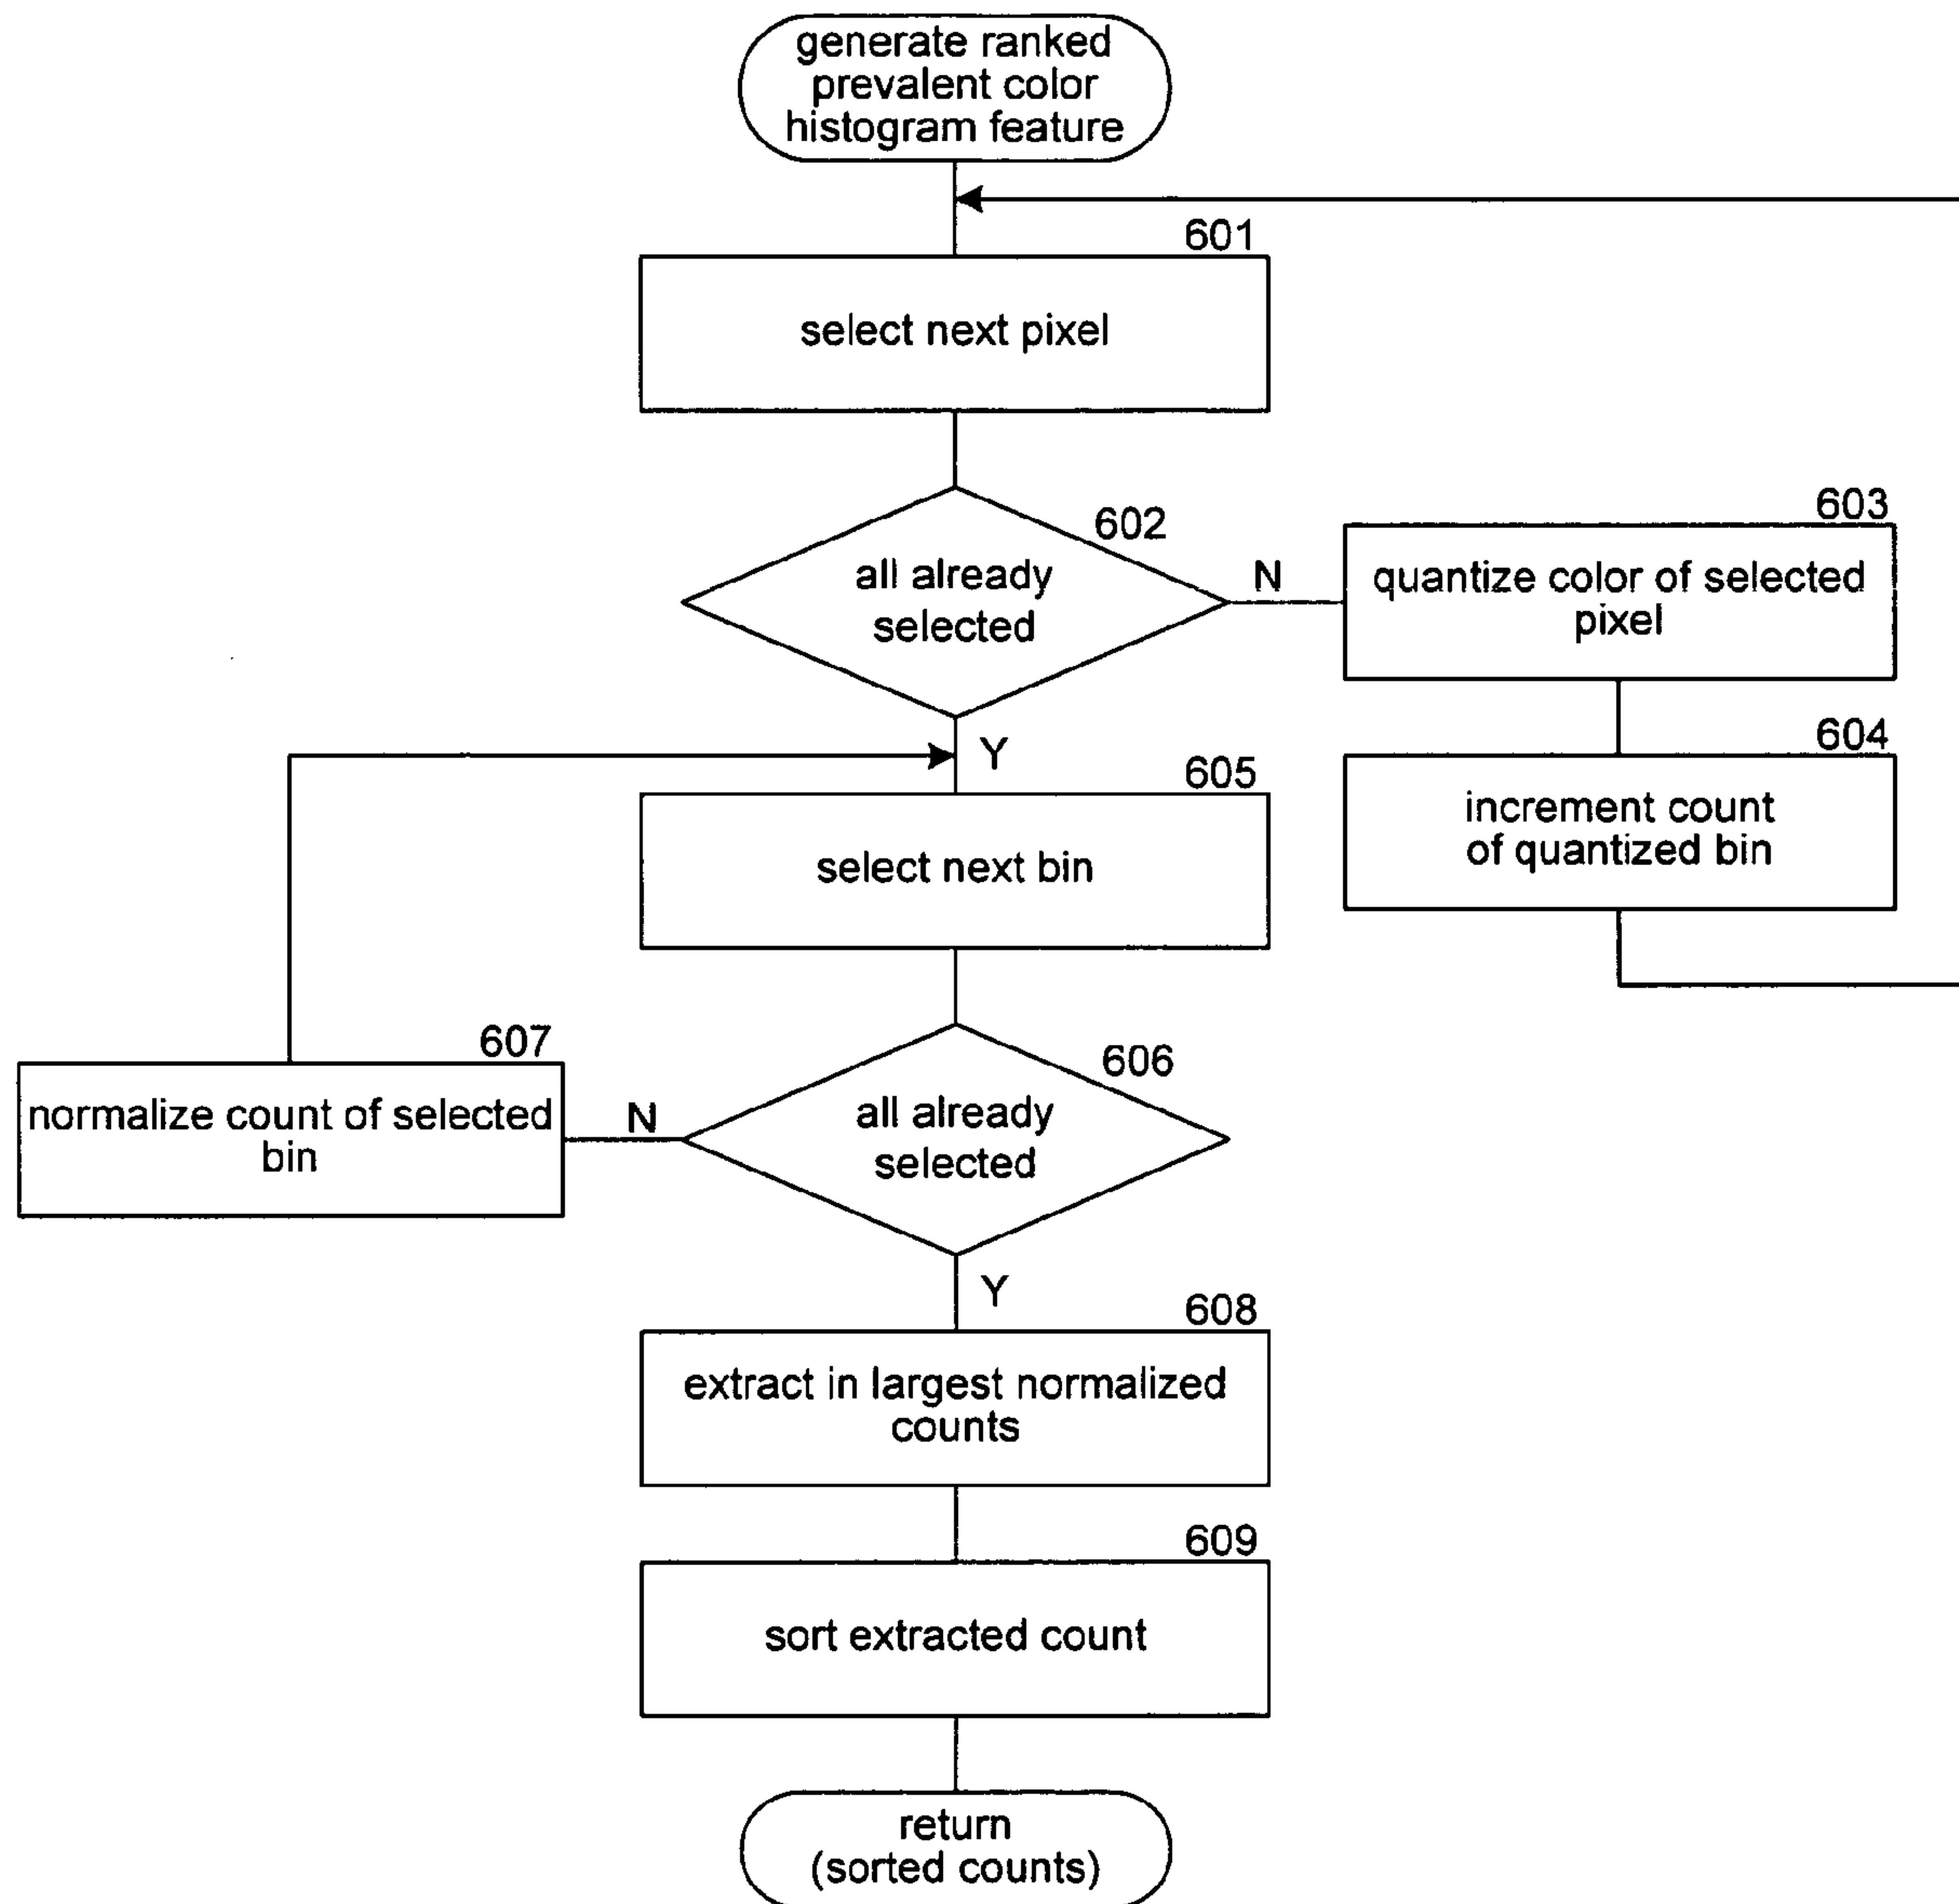 generate ranked
prevalent color
histogram feature
601
select next pixel
602
all already
selected
N
603
quantize color of selected
pixel
604
increment count
of quantized bin
Y
605
select next bin
606
all already
selected
N
607
normalize count of selected
bin
Y
608
extract in largest normalized
counts
609
sort extracted count
return
(sorted counts)